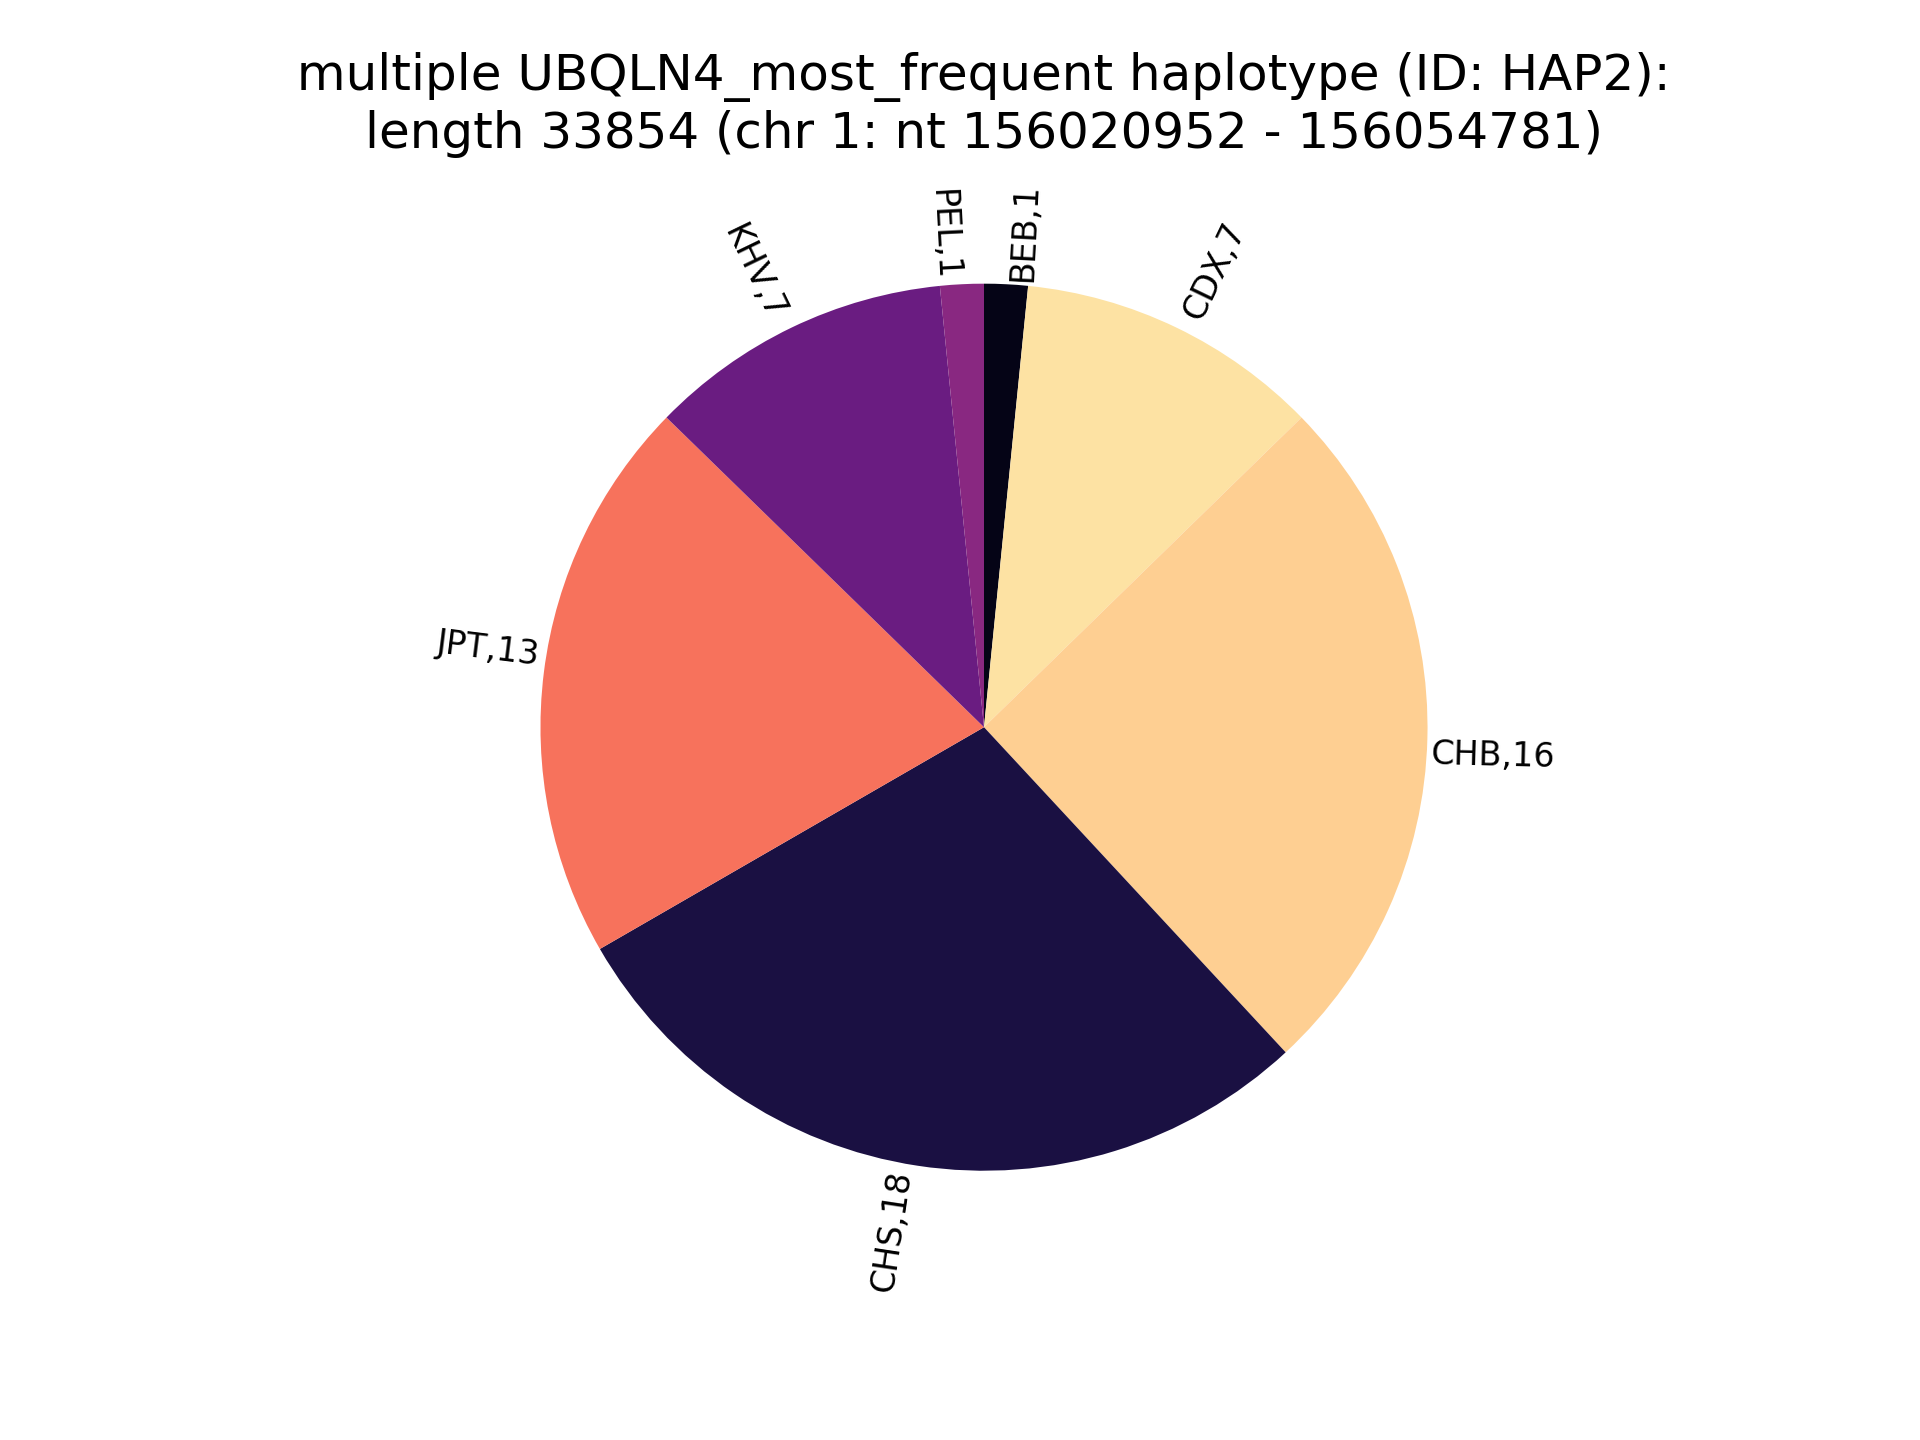 multiple UBQLN4_most_frequent haplotype (ID: HAP2):
length 33854 (chr 1: nt 156020952 - 156054781)
PEL,1
BEB,1
KHV,7
CDX,7
JPT,13
CHB,16
CHS,18